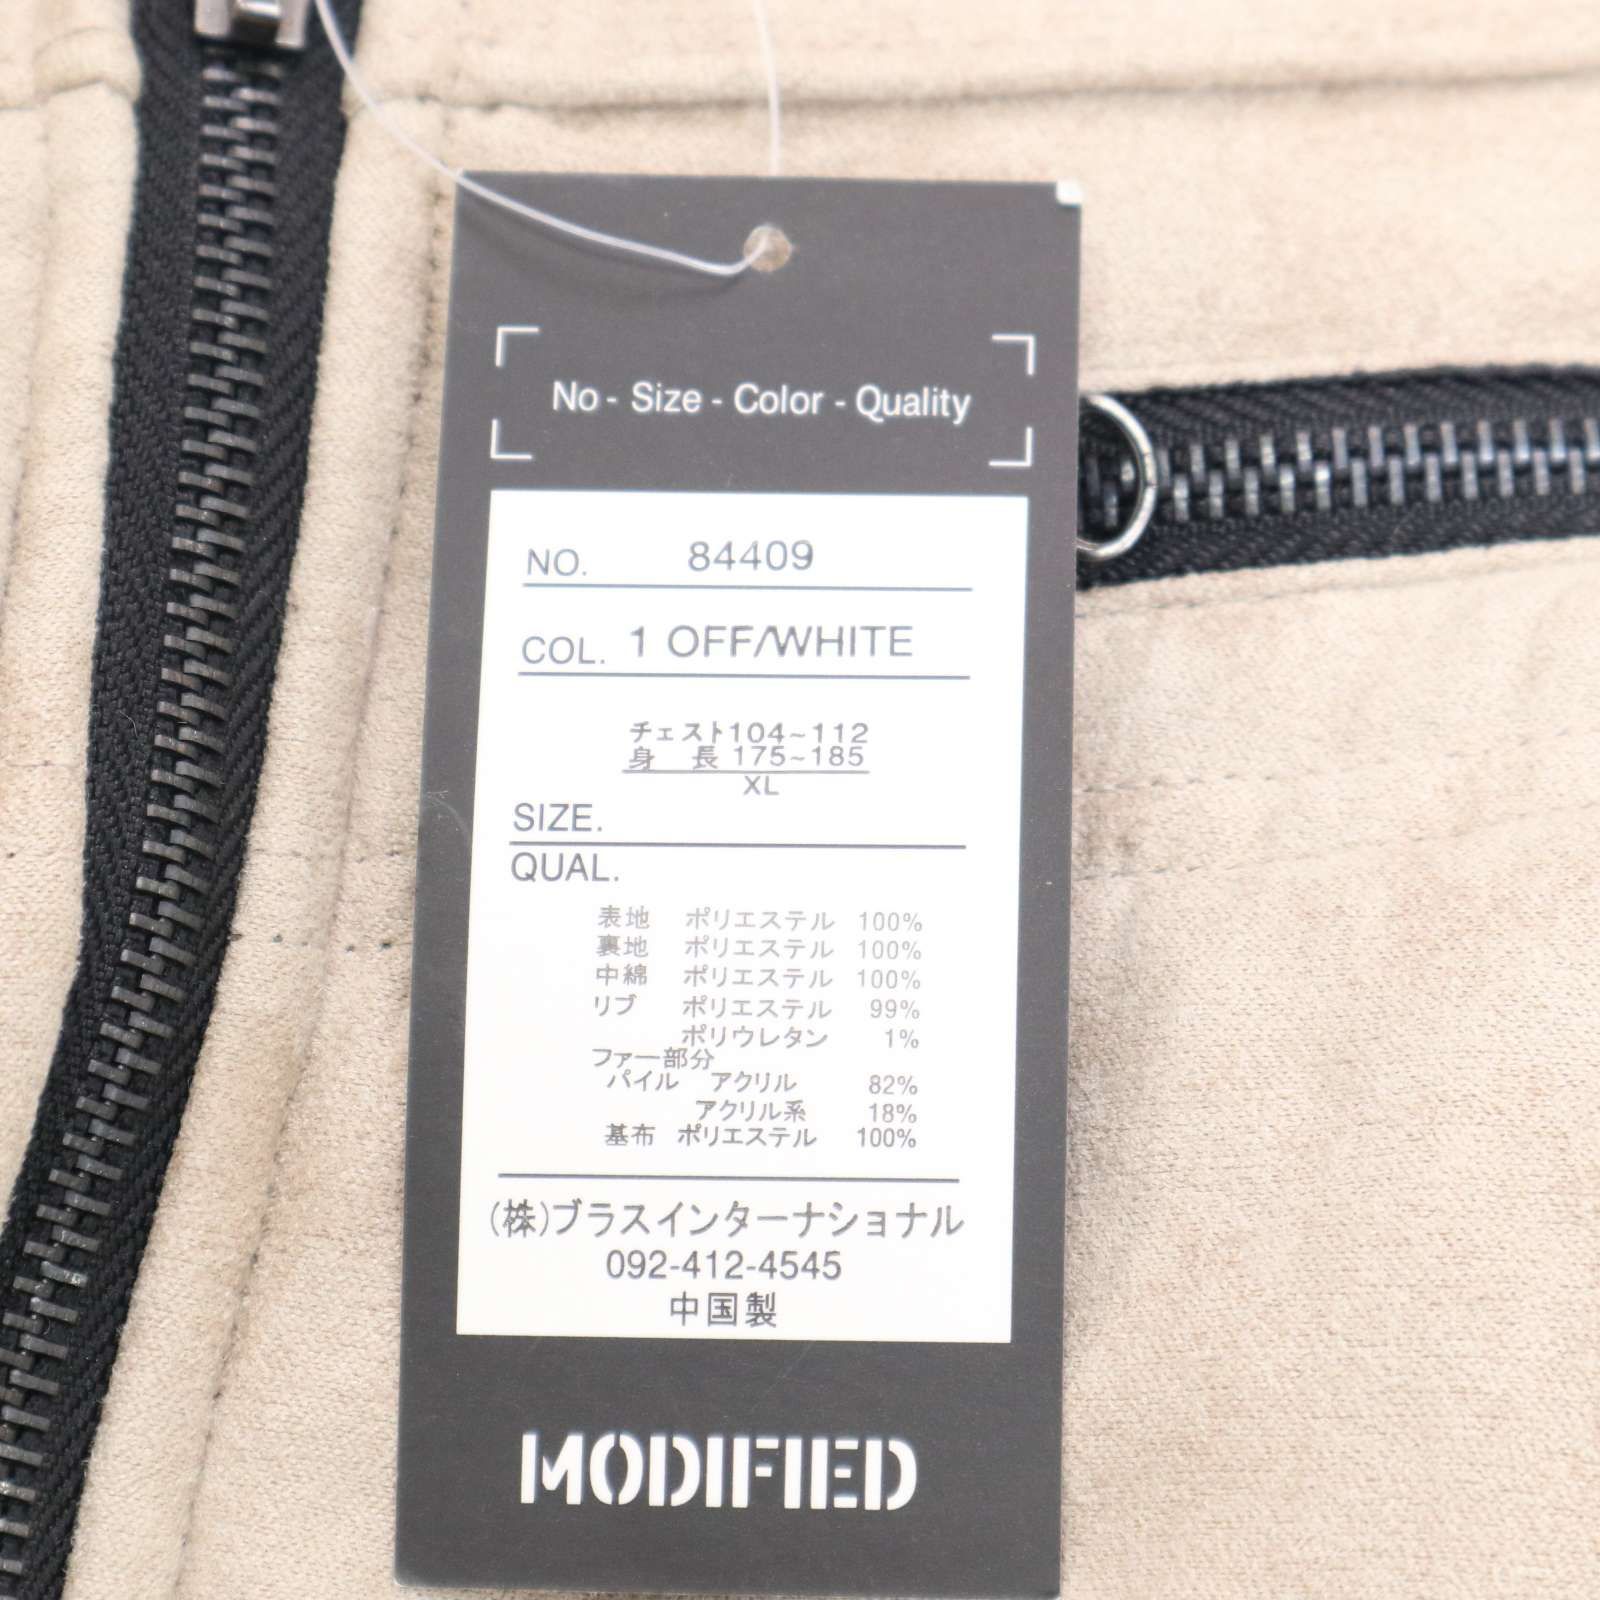 No - Size - Color - Quality
NO. 84409
COL. 1 OFF/WHITE
チェスト104~112
身 長 175~185
XL
SIZE.
QUAL.
表地 ポリエステル 100%
裏地 ポリエステル 100%
中綿 ポリエステル 100%
リブ ポリエステル 99%
ポリウレタン 1%
ファー部分
パイル アクリル 82%
アクリル系 18%
基布 ポリエステル 100%
(株)ブラスインターナショナル
092-412-4545
中国製
MODIFIED